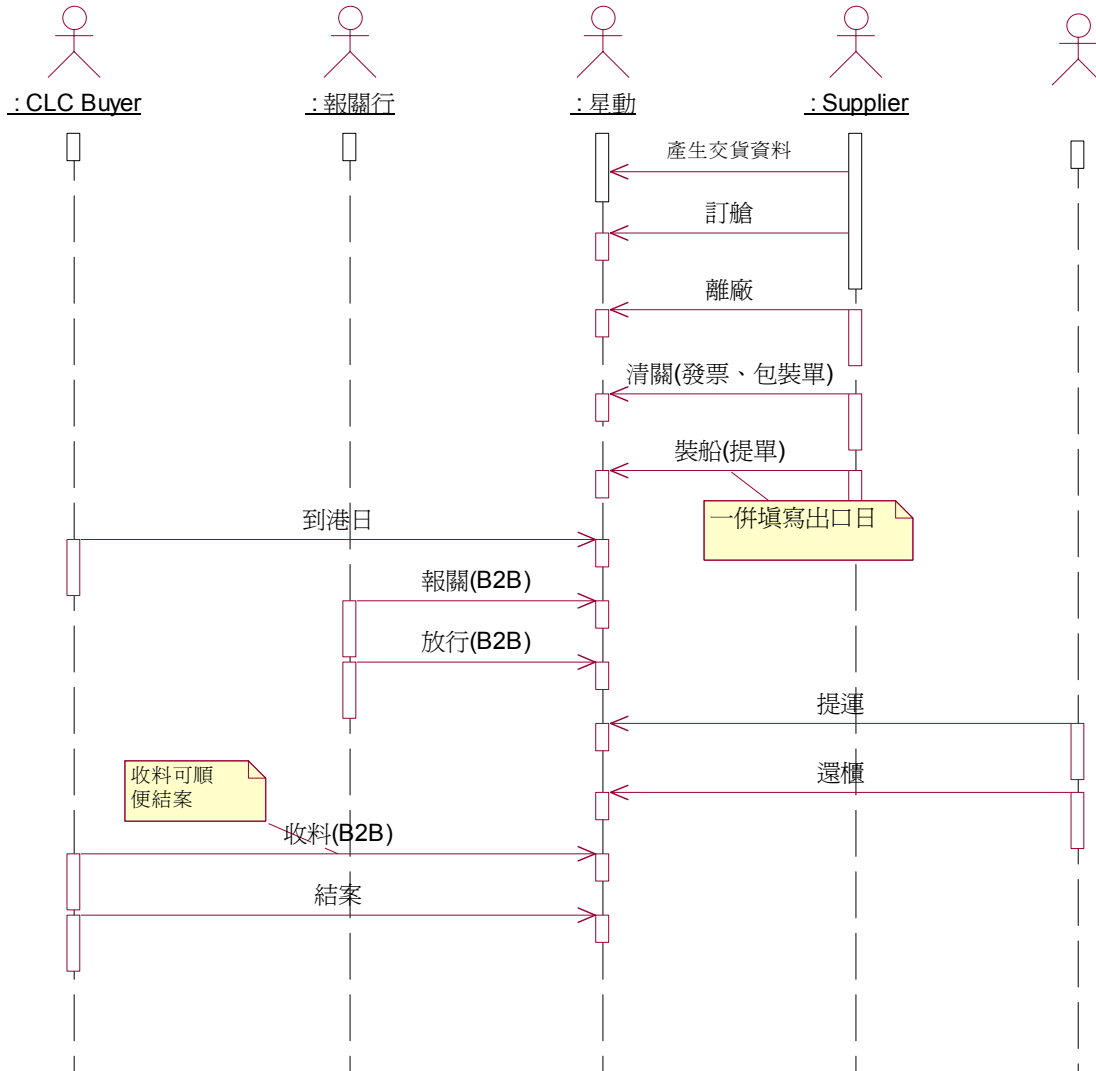 : CLC Buyer
: 報關行
: 星動
: Supplier
產生交貨資料
訂艙
離廠
清關(發票、包裝單)
裝船(提單)
一併填寫出口日
到港日
報關(B2B)
放行(B2B)
提運
還櫃
收料可順
便結案
收料(B2B)
結案